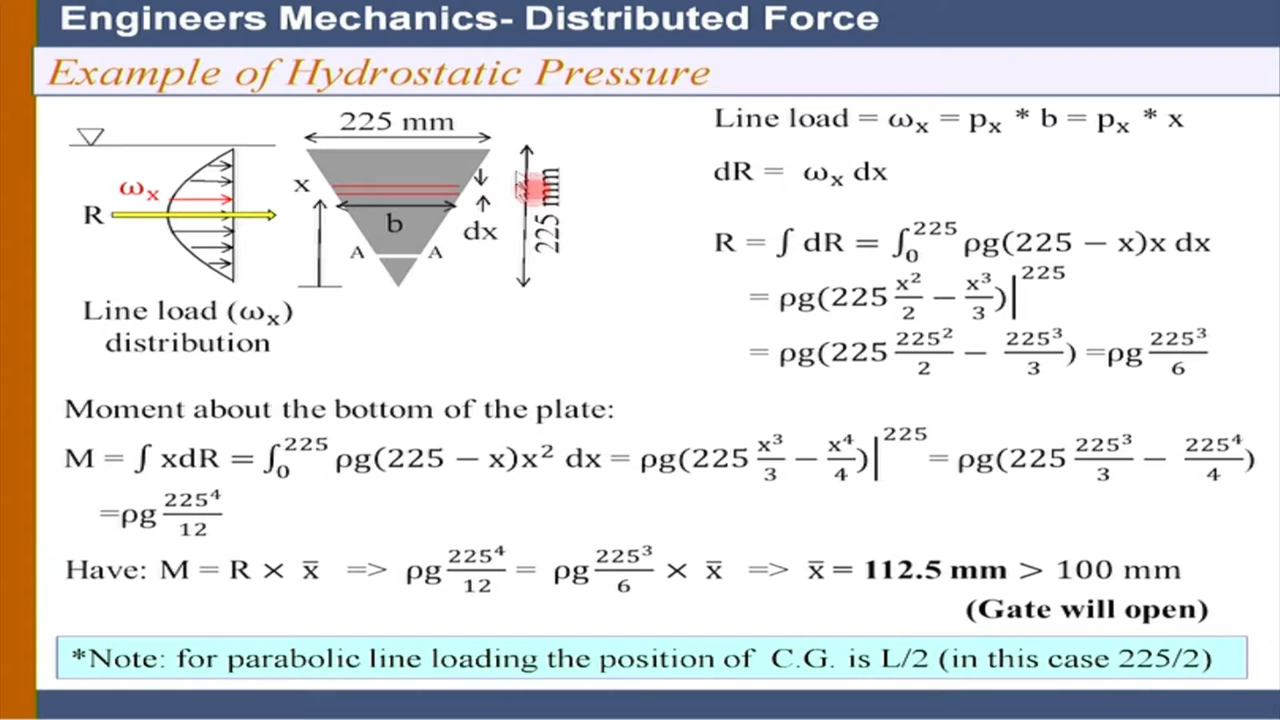 Engineers Mechanics- Distributed Force
Example of Hydrostatic Pressure
225 mm
ωx
R
x
b
dx
A
A
225 mm
Line load (ωx)
distribution
Line load = ωx = px * b = px * x
dR = ωx dx
R = ∫ dR = ∫₀²²⁵ ρg(225 − x)x dx
= ρg(225 x²/2 − x³/3)|²²⁵
= ρg(225 225²/2 − 225³/3) =ρg 225³/6
Moment about the bottom of the plate:
M = ∫ xdR = ∫₀²²⁵ ρg(225 − x)x² dx = ρg(225 x³/3 − x⁴/4)|²²⁵ = ρg(225 225³/3 − 225⁴/4)
=ρg 225⁴/12
Have: M = R × x̄ => ρg 225⁴/12 = ρg 225³/6 × x̄ => x̄ = 112.5 mm > 100 mm
(Gate will open)
*Note: for parabolic line loading the position of C.G. is L/2 (in this case 225/2)